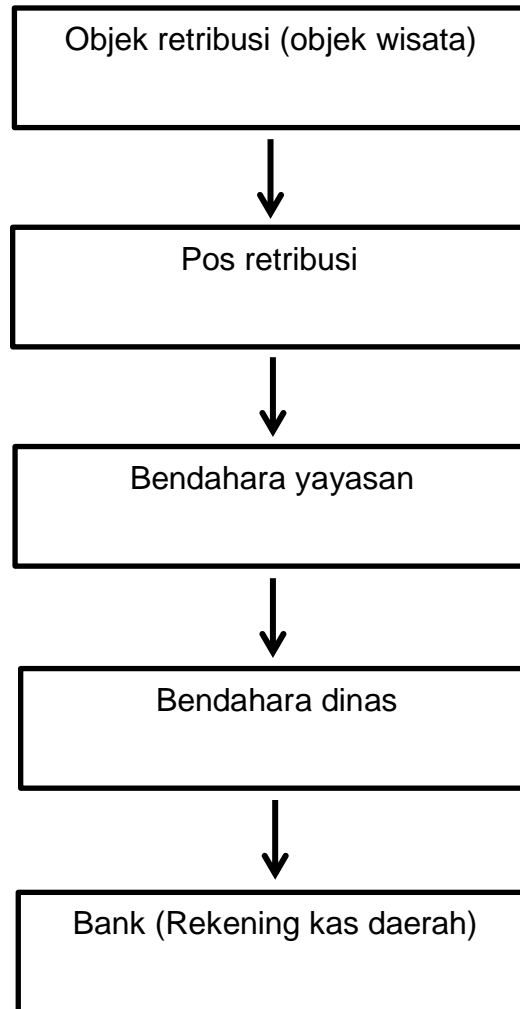 Objek retribusi (objek wisata)
Pos retribusi
Bendahara yayasan
Bendahara dinas
Bank (Rekening kas daerah)